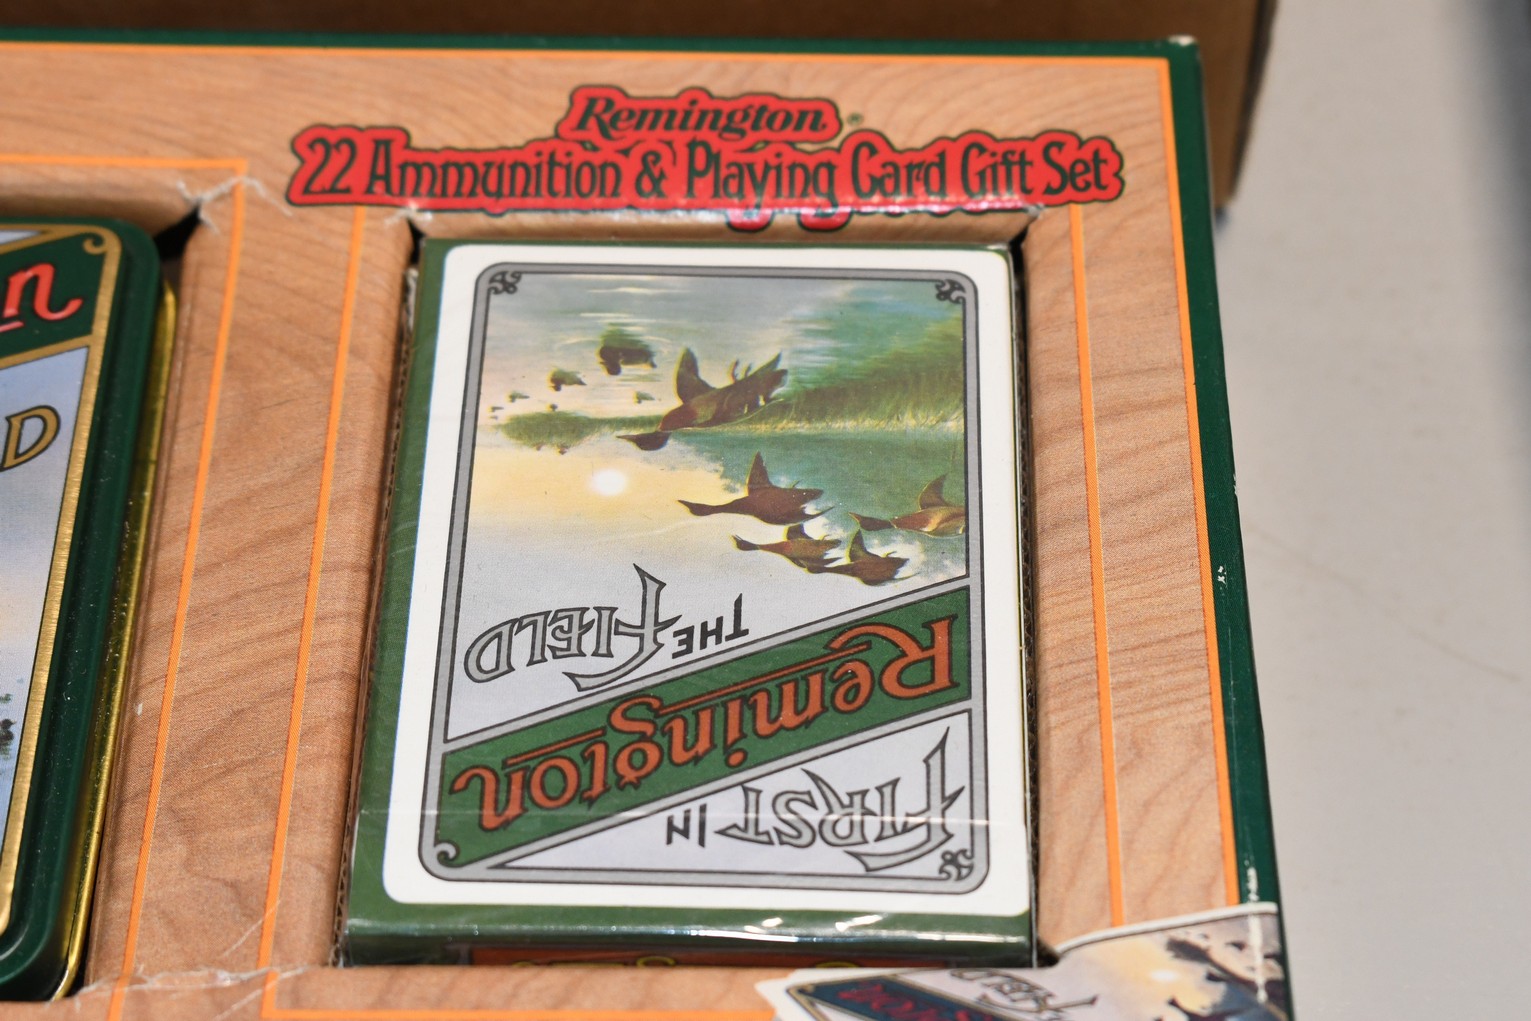 Remington®
22 Ammunition & Playing Card Gift Set
n
D
FIRST IN
Remington
THE FIELD